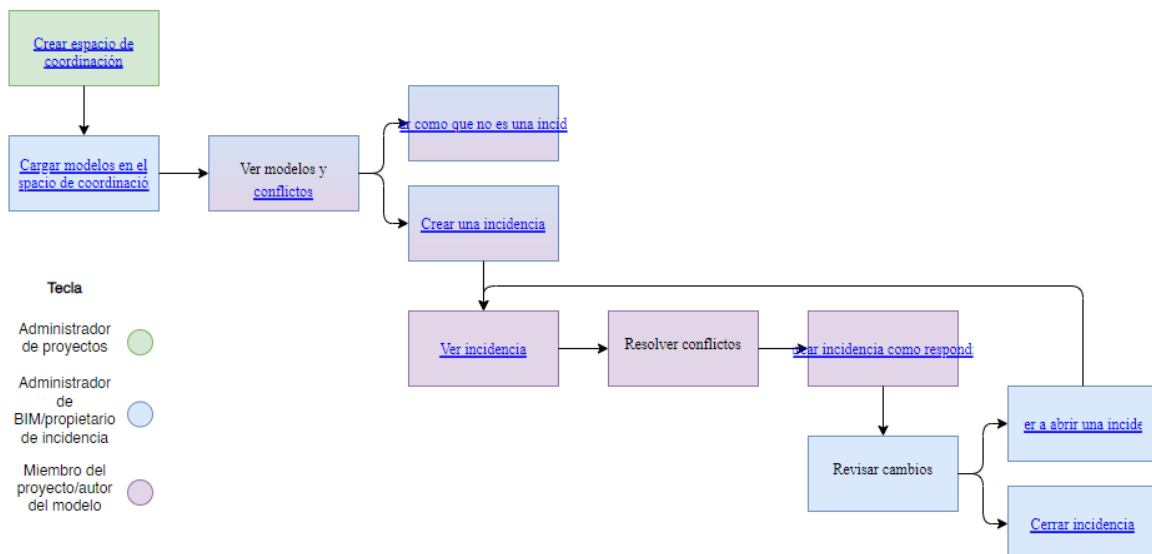 Crear espacio de
coordinación
Cargar modelos en el
spacio de coordinació
Ver modelos y
conflictos
ar como que no es una incid
Crear una incidencia
Tecla
Administrador
de proyectos
Administrador
de
BIM/propietario
de incidencia
Miembro del
proyecto/autor
del modelo
Ver incidencia
Resolver conflictos
incidencia como respond
Revisar cambios
er a abrir una incide
Cerrar incidencia